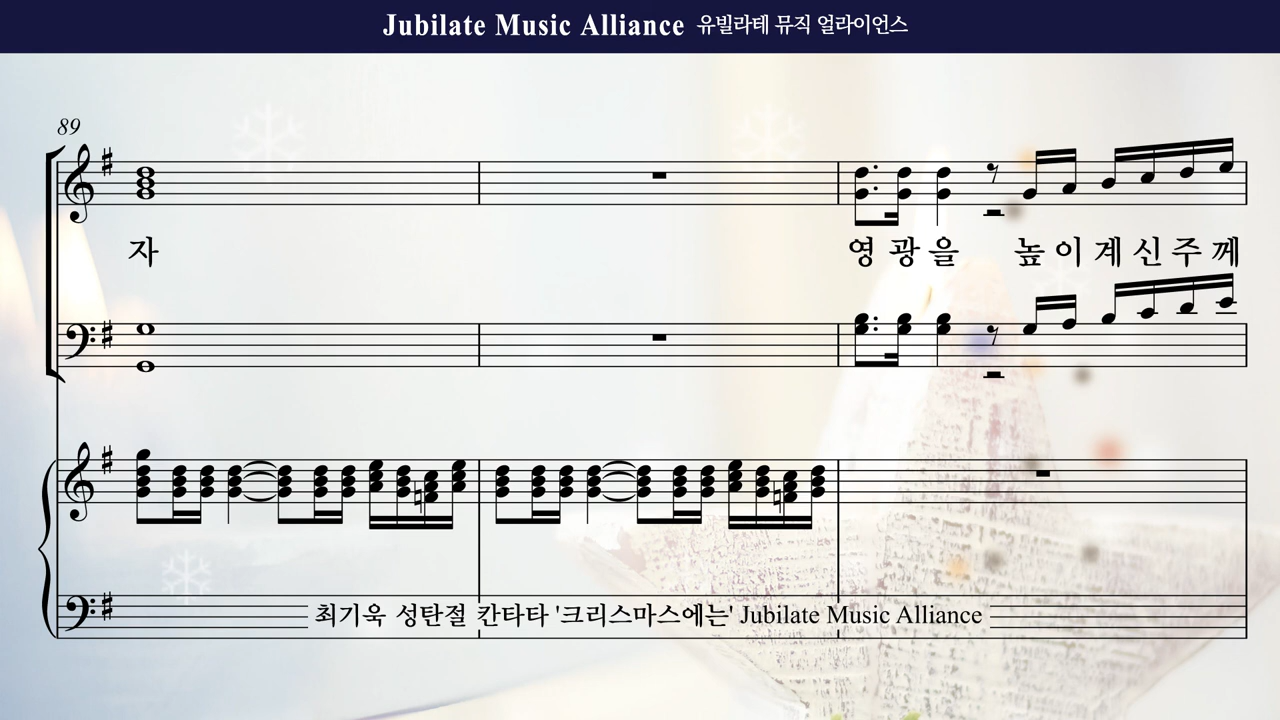 Jubilate Music Alliance 유빌라테 뮤직 얼라이언스
89
자 영 광 을 높 이 계 신 주 께
최기욱 성탄절 칸타타 '크리스마스에는' Jubilate Music Alliance